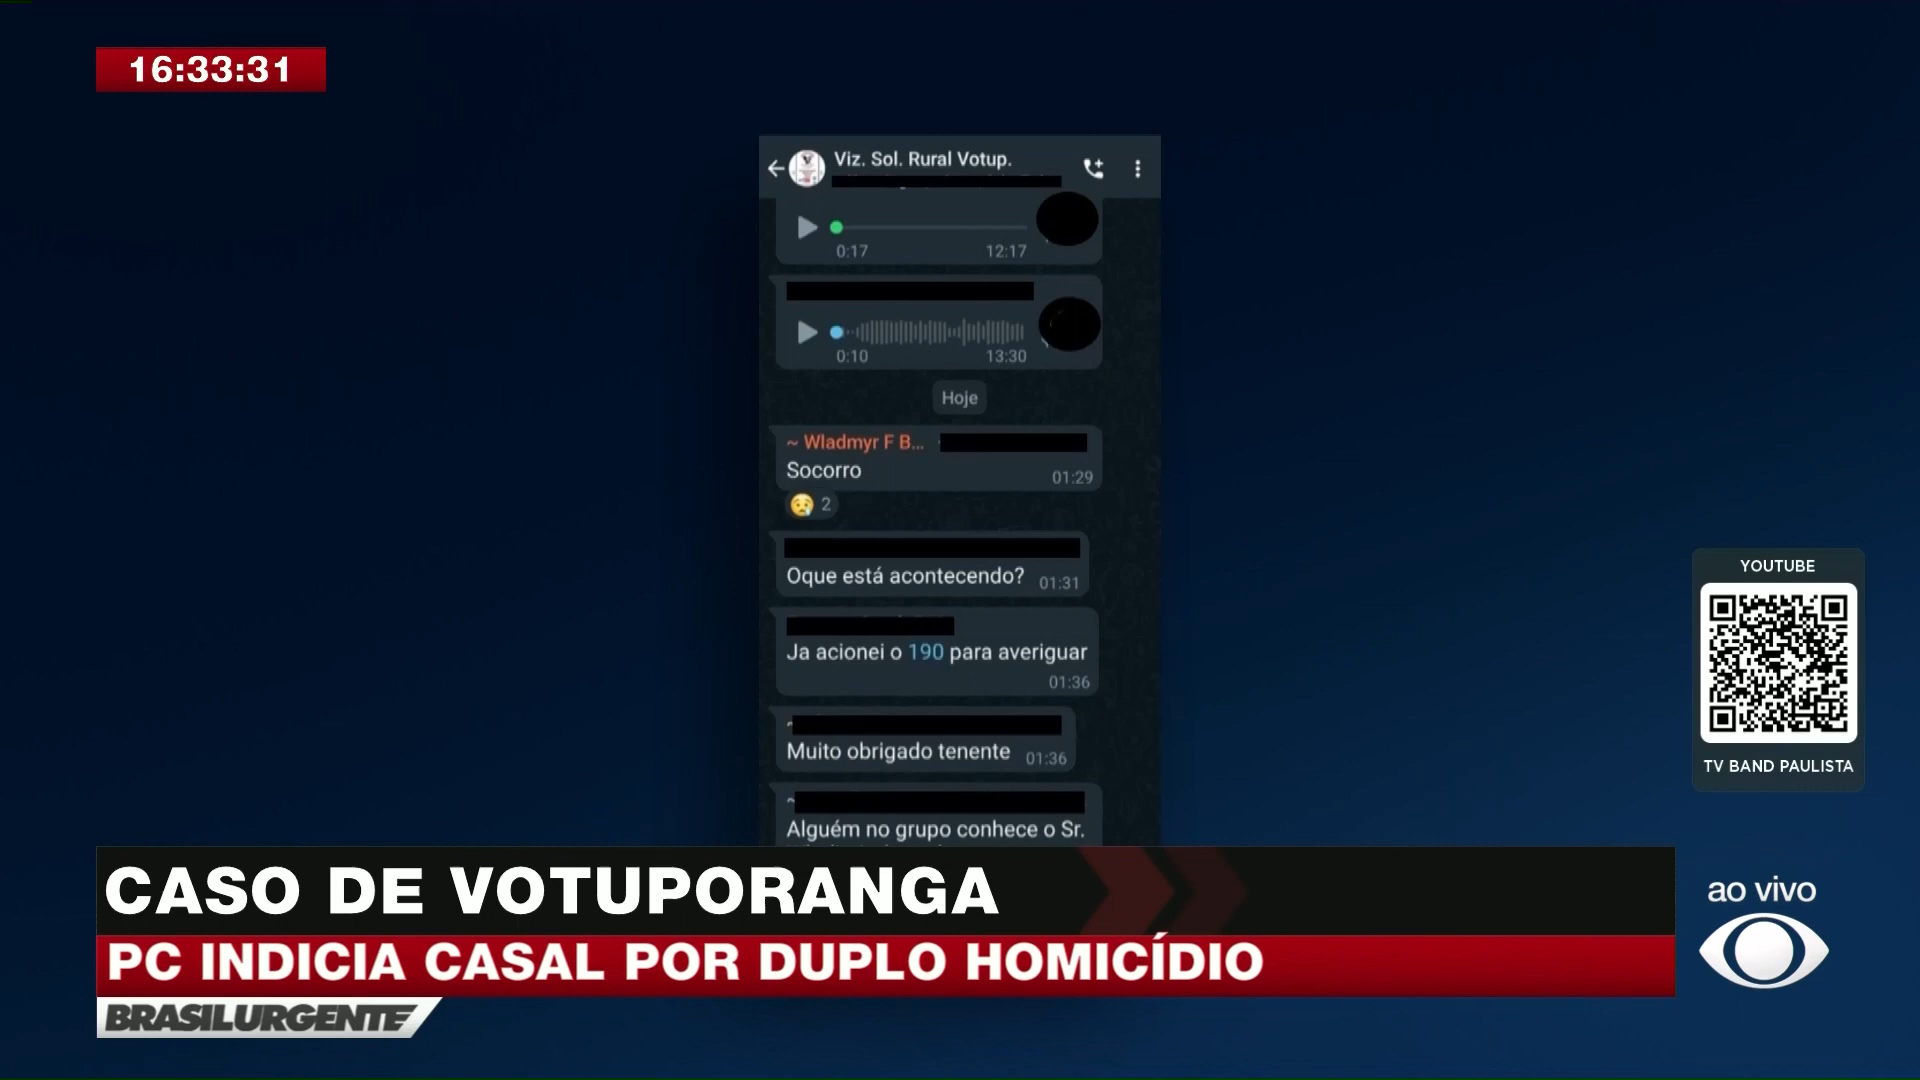 16:33:31
Viz. Sol. Rural Votup.
0:17 12:17
0:10 13:30
Hoje
~ Wladmyr F B...
Socorro 01:29
2
Oque está acontecendo? 01:31
Ja acionei o 190 para averiguar
01:36
~
Muito obrigado tenente 01:36
~
Alguém no grupo conhece o Sr.
YOUTUBE
TV BAND PAULISTA
CASO DE VOTUPORANGA
PC INDICIA CASAL POR DUPLO HOMICÍDIO
BRASILURGENTE
ao vivo